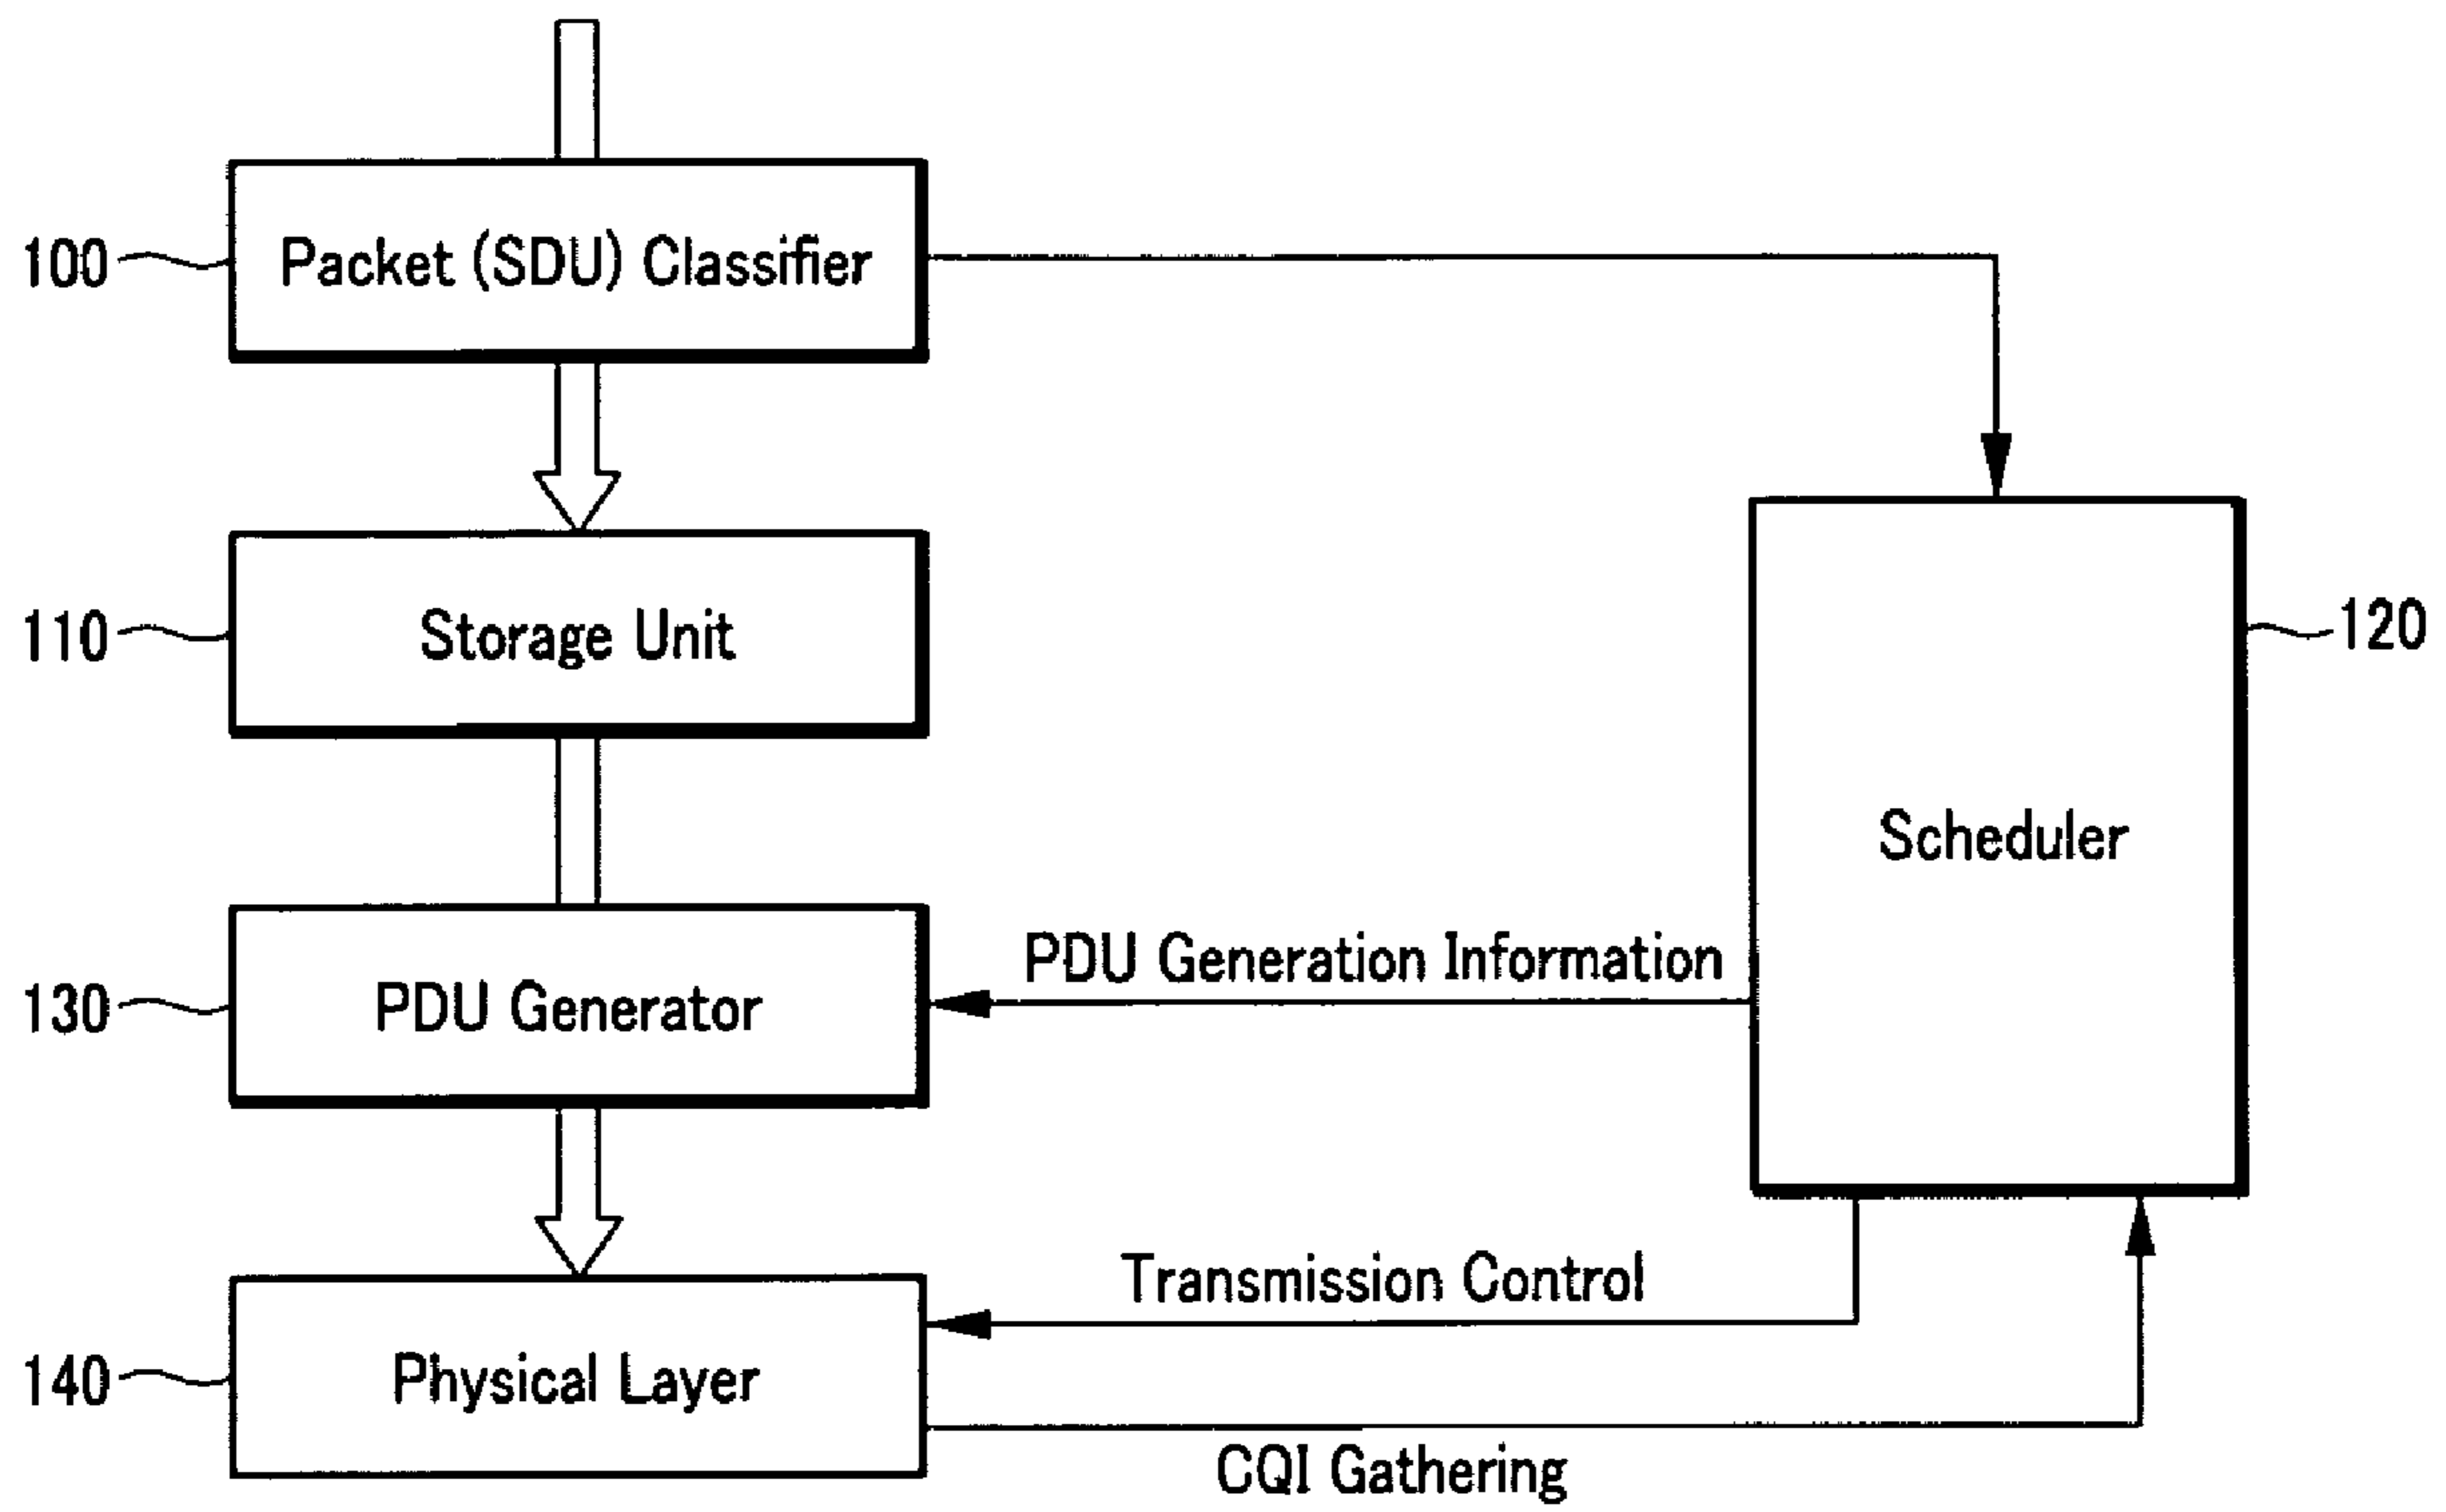 100
Packet (SDU) Classifier
110
Storage Unit
120
Scheduler
PDU Generation Information
130
PDU Generator
Transmission Control
140
Physical Layer
CQI Gathering